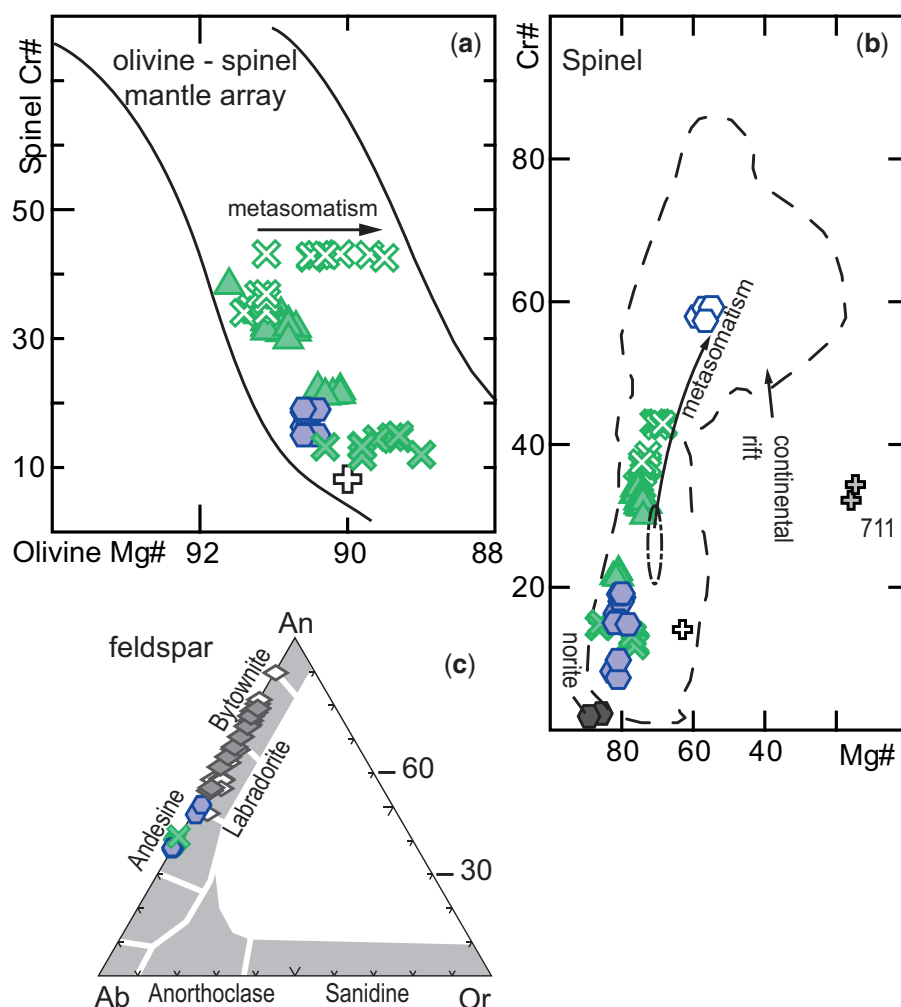 (a)
olivine - spinel
mantle array
Spinel Cr#
50
30
10
metasomatism
Olivine Mg#
92
90
88
(b)
Spinel
Cr#
80
60
40
20
metasomatism
continental
rift
711
norite
80
60
40
Mg#
(c)
feldspar
An
Bytownite
Labradorite
Andesine
60
30
Ab
Anorthoclase
Sanidine
Or